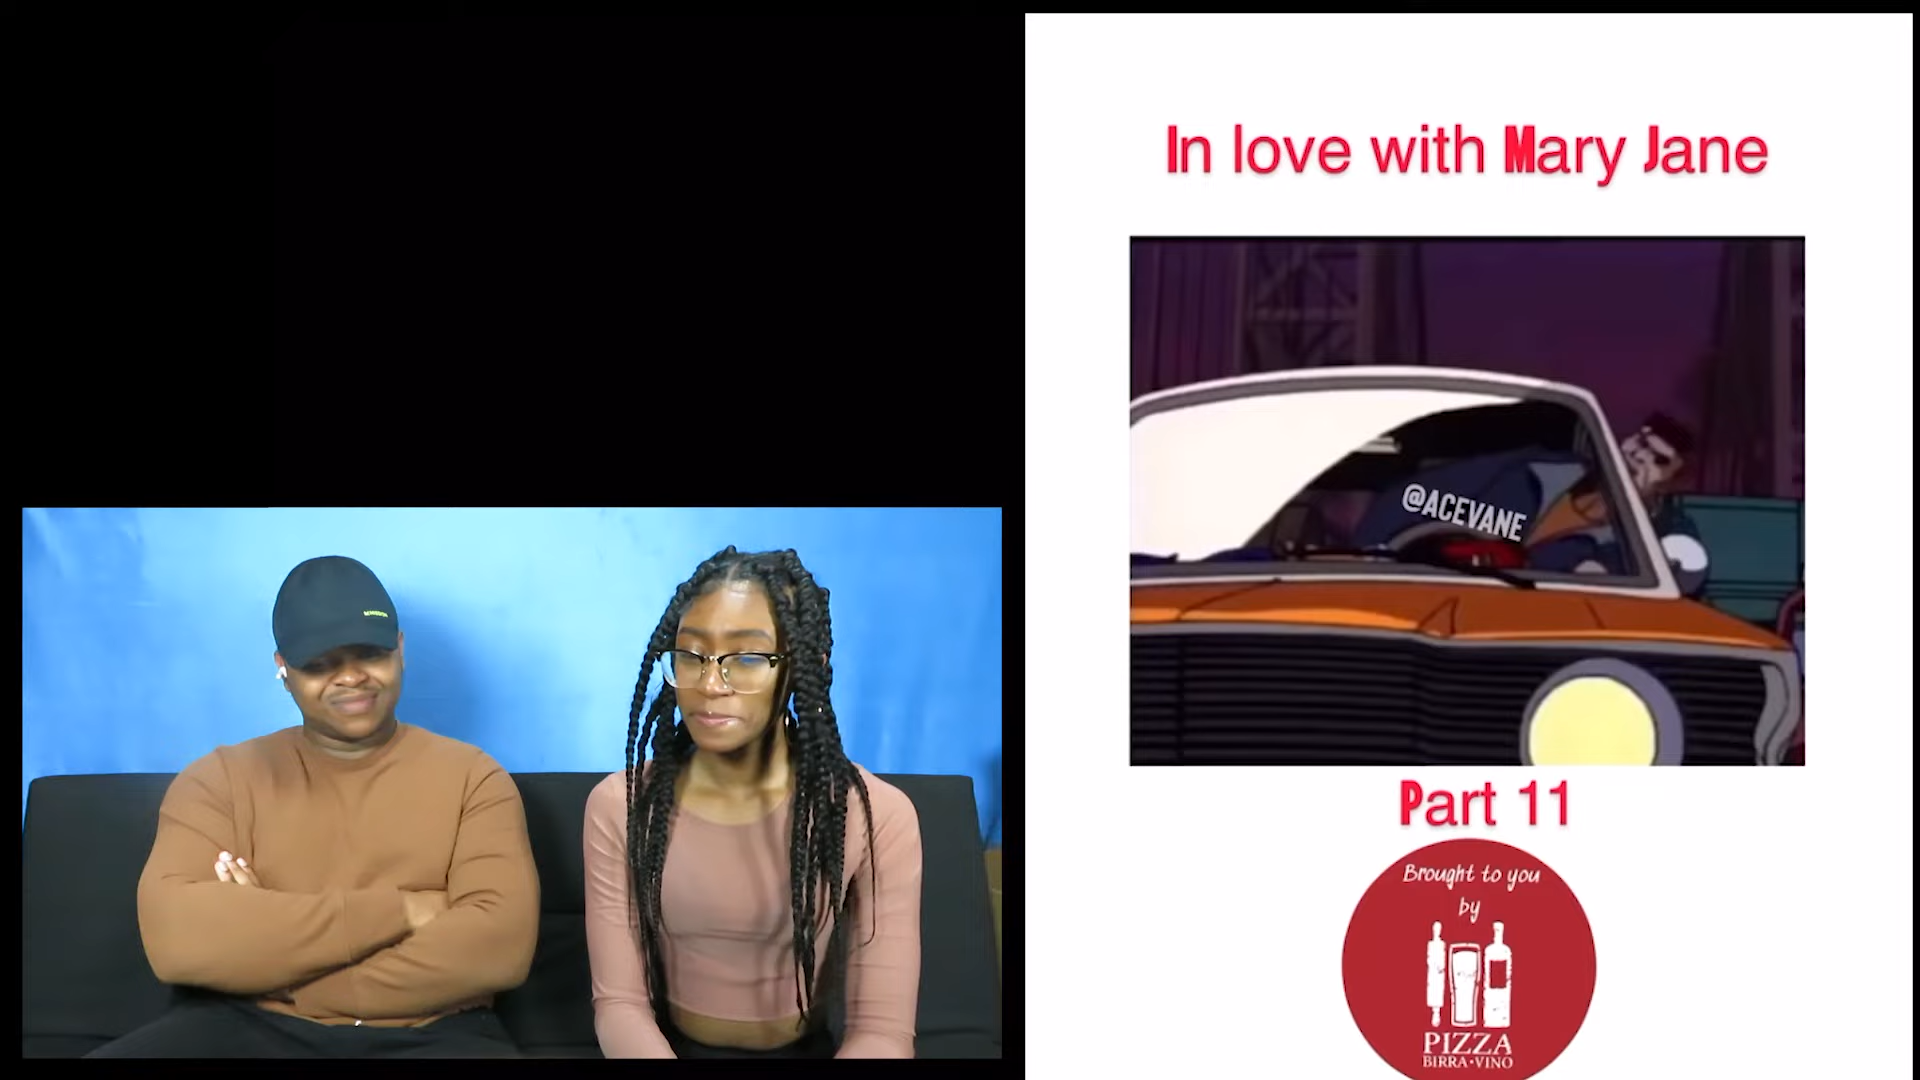 In love with Mary Jane
@ACEVANE
Part 11
Brought to you
by
PIZZA
BIRRA•VINO